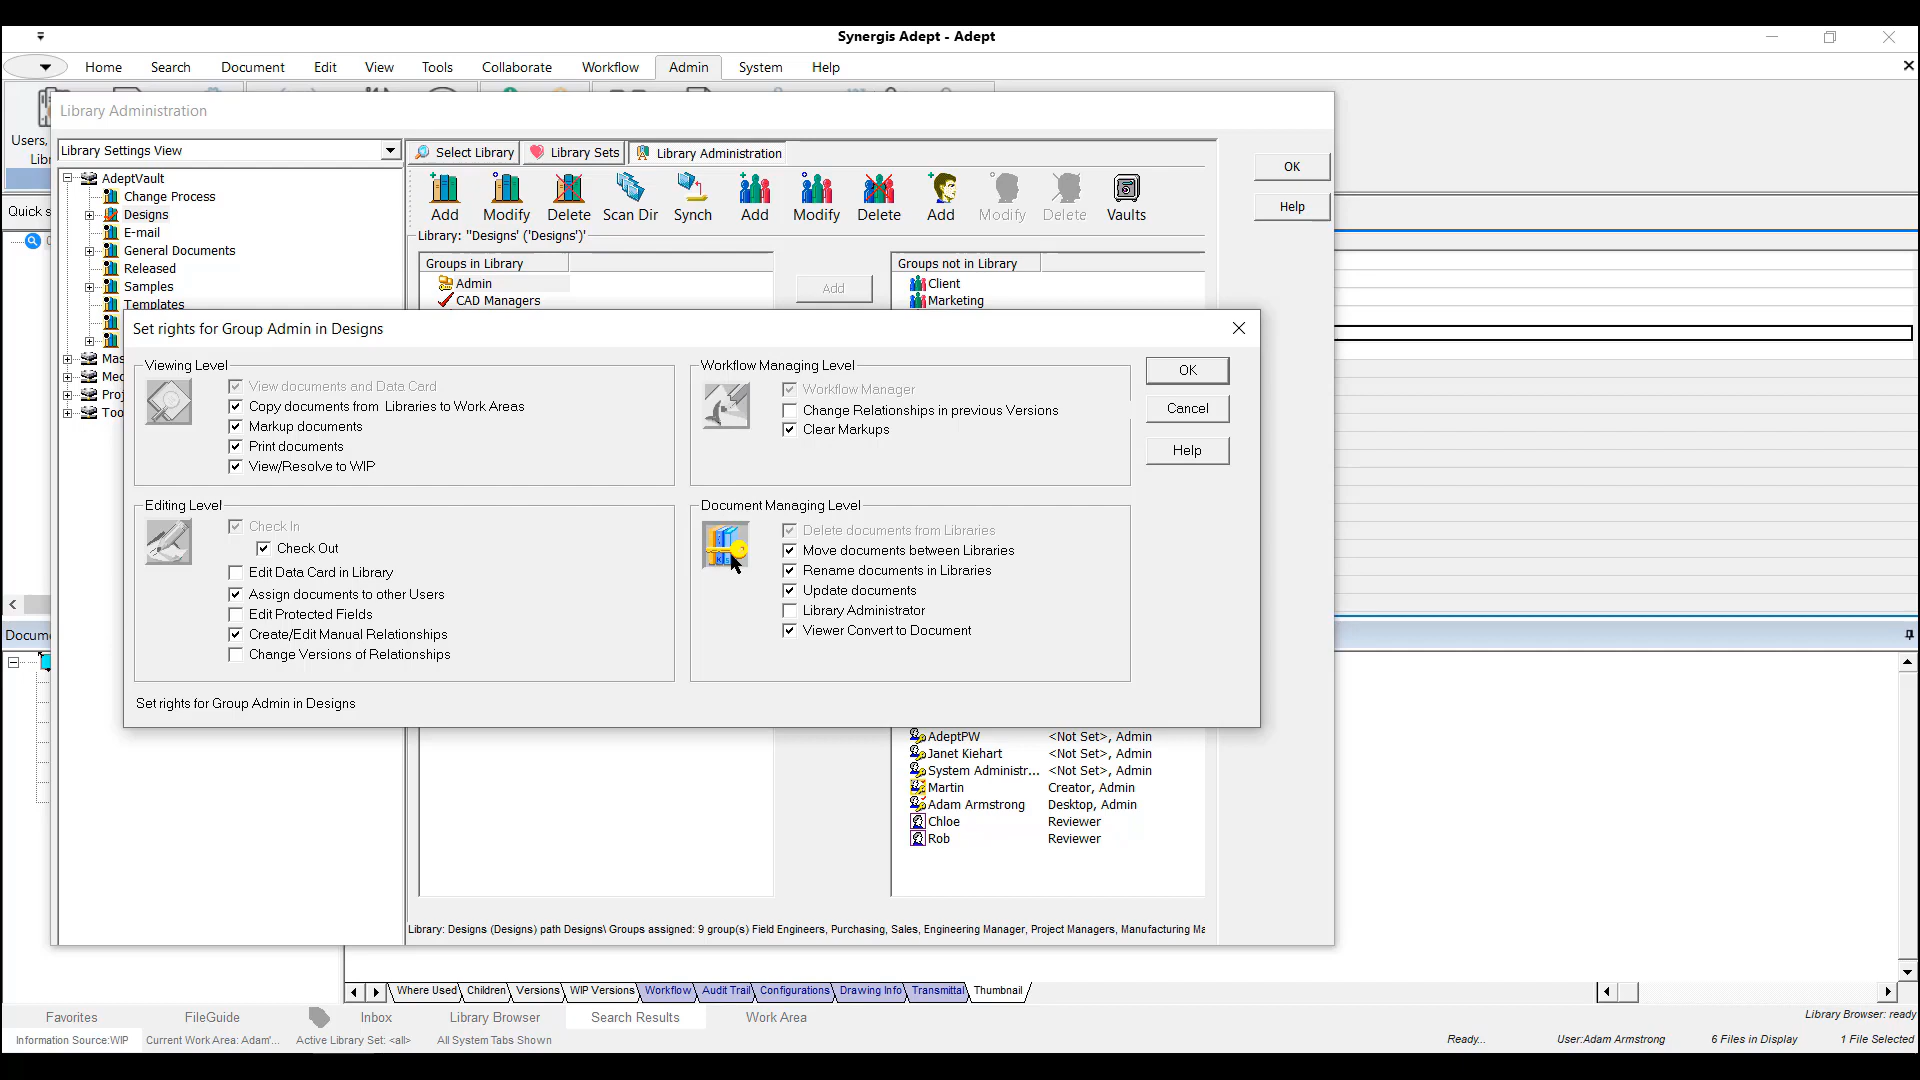 Synergis Adept - Adept
Home Search Document Edit View Tools Collaborate Workflow Admin System Help
Library Administration
Users,
Library Settings View
Select Library Library Sets Library Administration
AdeptVault
OK
Change Process
Designs
E-mail
General Documents
Released
Samples
Templates
Add Modify Delete Scan Dir Synch Add Modify Delete Add Modify Delete Vaults
Help
Library: "Designs' ('Designs')'
Groups in Library
Admin
CAD Managers
Add
Groups not in Library
Client
Marketing
Set rights for Group Admin in Designs
Viewing Level
View documents and Data Card
Copy documents from Libraries to Work Areas
Markup documents
Print documents
View/Resolve to WIP
Workflow Managing Level
Workflow Manager
Change Relationships in previous Versions
Clear Markups
OK
Cancel
Help
Editing Level
Check In
Check Out
Edit Data Card in Library
Assign documents to other Users
Edit Protected Fields
Create/Edit Manual Relationships
Change Versions of Relationships
Document Managing Level
Delete documents from Libraries
Move documents between Libraries
Rename documents in Libraries
Update documents
Library Administrator
Viewer Convert to Document
Set rights for Group Admin in Designs
AdeptPW <Not Set>, Admin
Janet Kiehart <Not Set>, Admin
System Administr... <Not Set>, Admin
Martin Creator, Admin
Adam Armstrong Desktop, Admin
Chloe Reviewer
Rob Reviewer
Library: Designs (Designs) path Designs\ Groups assigned: 9 group(s) Field Engineers, Purchasing, Sales, Engineering Manager, Project Managers, Manufacturing Ma
Where Used Children Versions WIP Versions Workflow Audit Trail Configurations Drawing Info Transmittal Thumbnail
Favorites FileGuide Inbox Library Browser Search Results Work Area
Library Browser: ready
Information Source:WIP Current Work Area: Adam'... Active Library Set: <all> All System Tabs Shown Ready... User:Adam Armstrong 6 Files in Display 1 File Selected